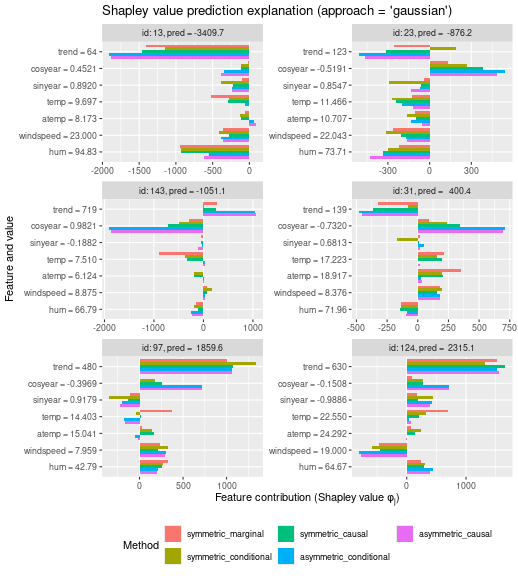 Shapley value prediction explanation (approach = 'gaussian')
id: 13, pred = -3409.7
trend = 64
cosyear = 0.4521
sinyear = 0.8920
temp = 9.697
atemp = 8.173
windspeed = 23.000
hum = 94.83
-2000 -1500 -1000 -500 0
id: 23, pred = -876.2
trend = 123
cosyear = -0.5191
sinyear = 0.8547
temp = 11.466
atemp = 10.707
windspeed = 22.043
hum = 73.71
-300 0 300
id: 143, pred = -1051.1
trend = 719
cosyear = 0.9821
sinyear = -0.1882
temp = 7.510
atemp = 6.124
windspeed = 8.875
hum = 66.79
-2000 -1000 0 1000
id: 31, pred = 400.4
trend = 139
cosyear = -0.7320
sinyear = 0.6813
temp = 17.223
atemp = 18.917
windspeed = 8.376
hum = 71.96
-500 -250 0 250 500 750
id: 97, pred = 1859.6
trend = 480
cosyear = -0.3969
sinyear = 0.9179
temp = 14.403
atemp = 15.041
windspeed = 7.959
hum = 42.79
0 500 1000
id: 124, pred = 2315.1
trend = 630
cosyear = -0.1508
sinyear = -0.9886
temp = 22.550
atemp = 24.292
windspeed = 19.000
hum = 64.67
0 1000
Feature and value
Feature contribution (Shapley value φj)
Method
symmetric_marginal
symmetric_conditional
symmetric_causal
asymmetric_conditional
asymmetric_causal